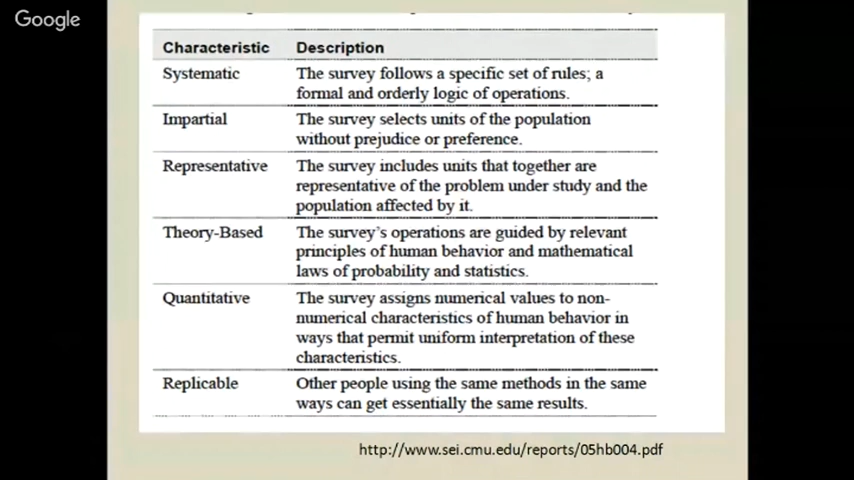 Google
Characteristic Description
Systematic The survey follows a specific set of rules; a
formal and orderly logic of operations.
Impartial The survey selects units of the population
without prejudice or preference.
Representative The survey includes units that together are
representative of the problem under study and the
population affected by it.
Theory-Based The survey's operations are guided by relevant
principles of human behavior and mathematical
laws of probability and statistics.
Quantitative The survey assigns numerical values to non-
numerical characteristics of human behavior in
ways that permit uniform interpretation of these
characteristics.
Replicable Other people using the same methods in the same
ways can get essentially the same results.
http://www.sei.cmu.edu/reports/05hb004.pdf